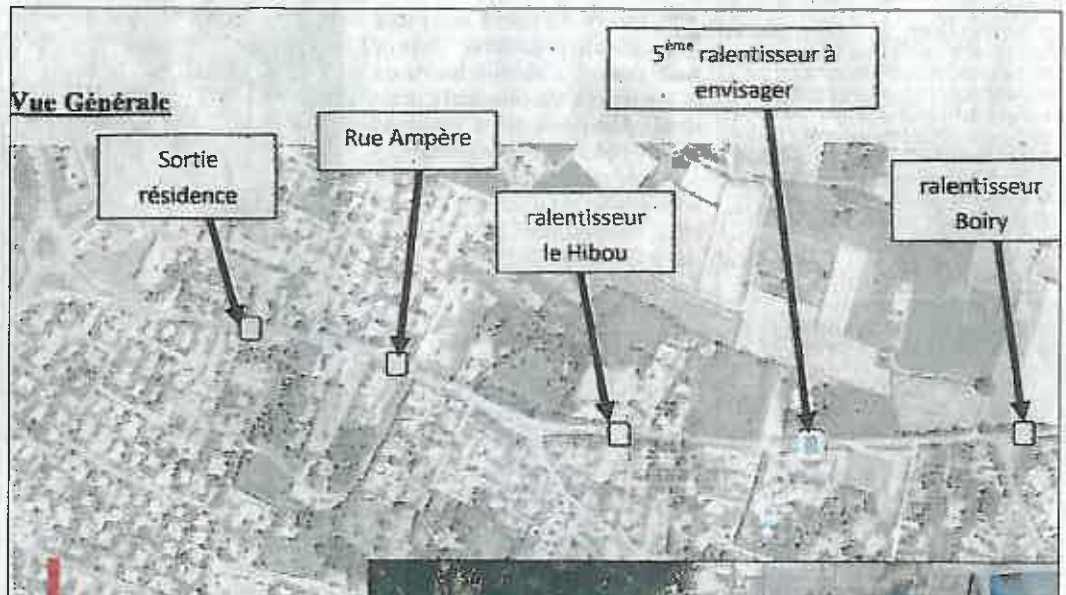 Vue Générale
Sortie
résidence
Rue Ampère
ralentisseur
le Hibou
5ème ralentisseur à
envisager
ralentisseur
Boiry